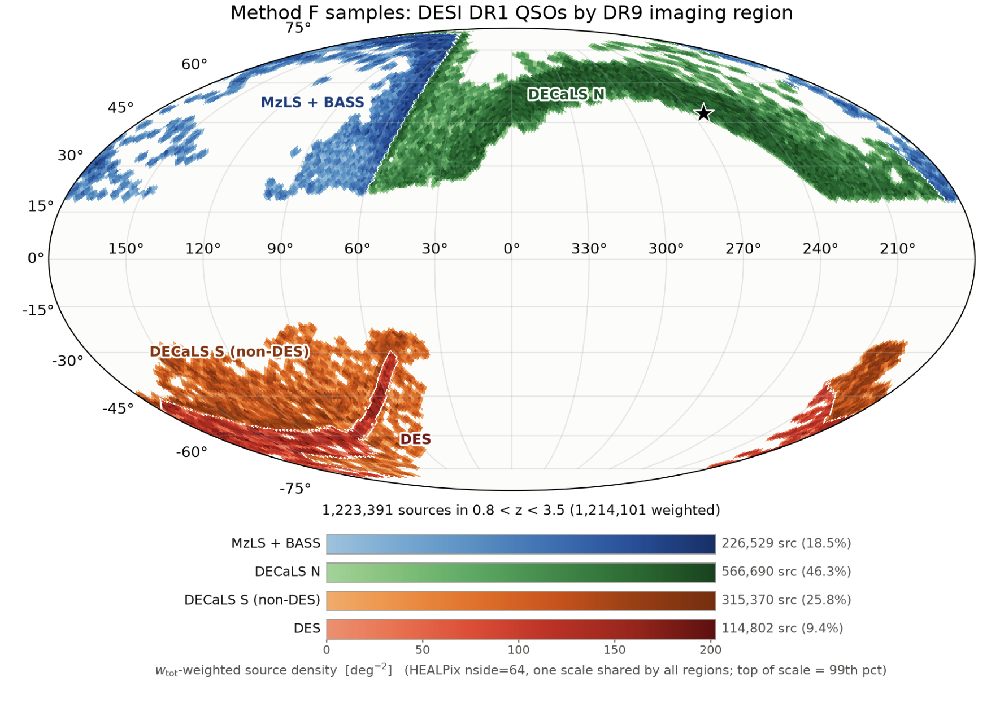 Method F samples: DESI DR1 QSOs by DR9 imaging region
75°
60°
45°
30°
15°
0°
-15°
-30°
-45°
-60°
-75°
MzLS + BASS
DECaLS N
150° 120° 90° 60° 30° 0° 330° 300° 270° 240° 210°
DECaLS S (non-DES)
DES
1,223,391 sources in 0.8 < z < 3.5 (1,214,101 weighted)
MzLS + BASS 226,529 src (18.5%)
DECaLS N 566,690 src (46.3%)
DECaLS S (non-DES) 315,370 src (25.8%)
DES 114,802 src (9.4%)
0 50 100 150 200
w_tot-weighted source density [deg⁻²] (HEALPix nside=64, one scale shared by all regions; top of scale = 99th pct)